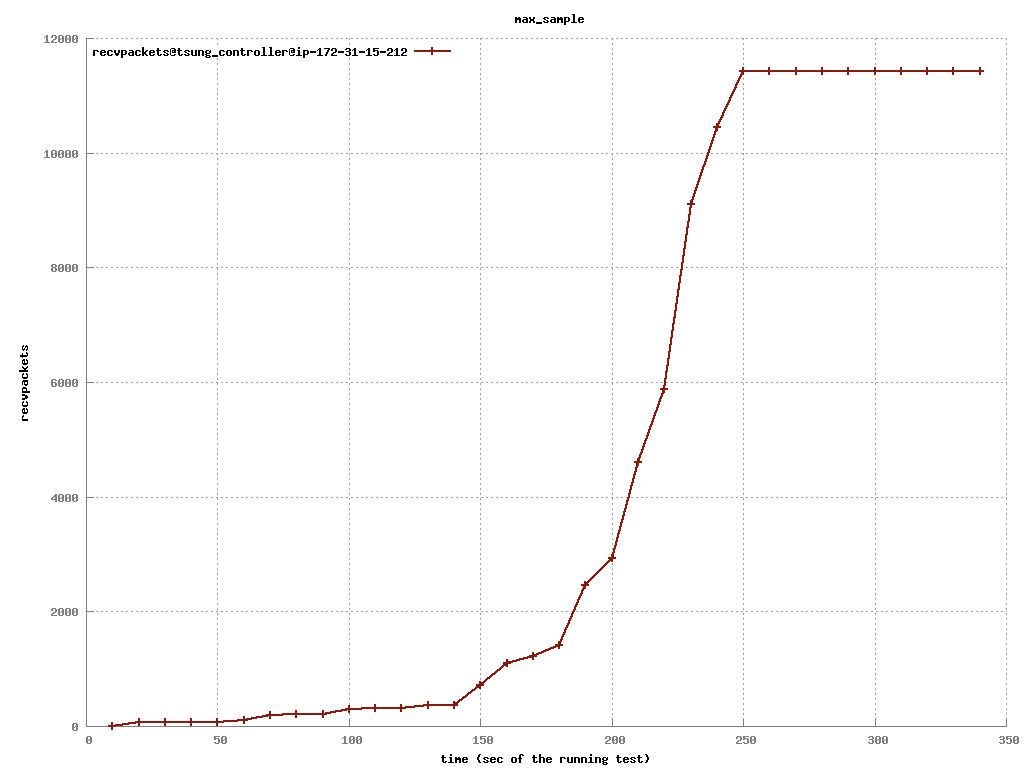 max_sample
12000
recvpackets@tsung_controller@ip-172-31-15-212
10000
8000
6000
4000
2000
0
recvpackets
0 50 100 150 200 250 300 350
time (sec of the running test)